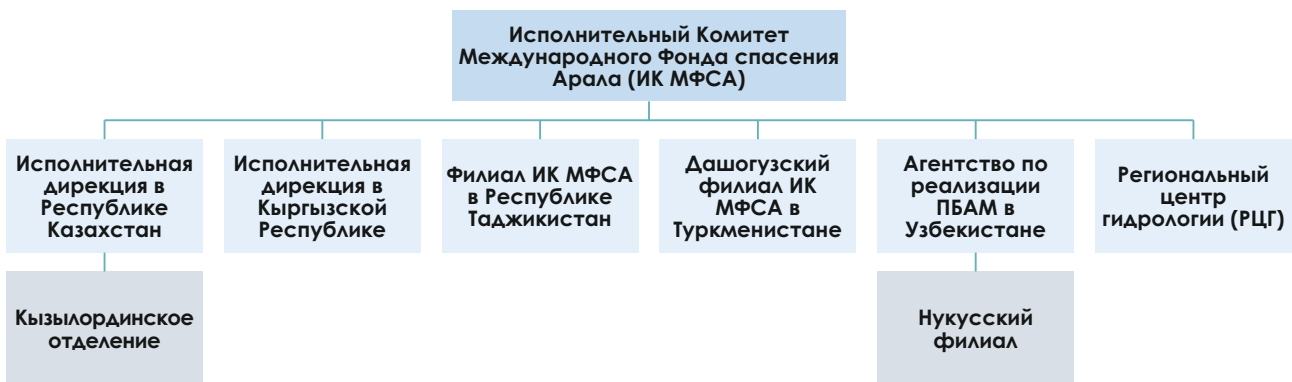 Исполнительный Комитет
Международного Фонда спасения
Арала (ИК МФСА)
Исполнительная
дирекция в
Республике
Казахстан
Исполнительная
дирекция в
Кыргызской
Республике
Филиал ИК МФСА
в Республике
Таджикистан
Дашогузский
филиал ИК
МФСА в
Туркменистане
Агентство по
реализации
ПБАМ в
Узбекистане
Региональный
центр
гидрологии (РЦГ)
Кызылординское
отделение
Нукусский
филиал